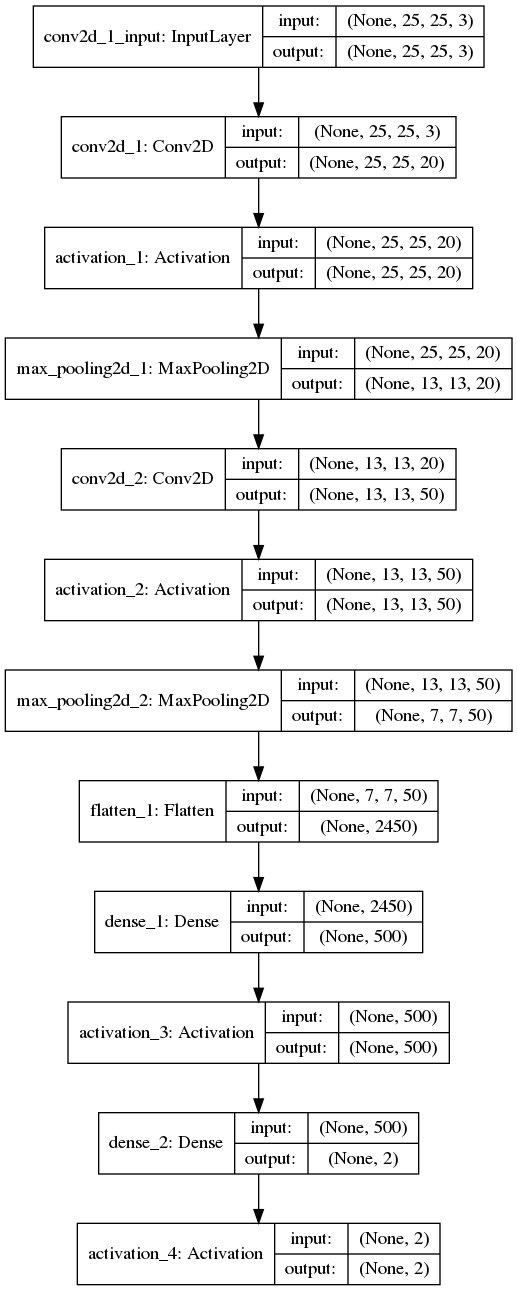 conv2d_1_input: InputLayer
input: (None, 25, 25, 3)
output: (None, 25, 25, 3)
conv2d_1: Conv2D
input: (None, 25, 25, 3)
output: (None, 25, 25, 20)
activation_1: Activation
input: (None, 25, 25, 20)
output: (None, 25, 25, 20)
max_pooling2d_1: MaxPooling2D
input: (None, 25, 25, 20)
output: (None, 13, 13, 20)
conv2d_2: Conv2D
input: (None, 13, 13, 20)
output: (None, 13, 13, 50)
activation_2: Activation
input: (None, 13, 13, 50)
output: (None, 13, 13, 50)
max_pooling2d_2: MaxPooling2D
input: (None, 13, 13, 50)
output: (None, 7, 7, 50)
flatten_1: Flatten
input: (None, 7, 7, 50)
output: (None, 2450)
dense_1: Dense
input: (None, 2450)
output: (None, 500)
activation_3: Activation
input: (None, 500)
output: (None, 500)
dense_2: Dense
input: (None, 500)
output: (None, 2)
activation_4: Activation
input: (None, 2)
output: (None, 2)